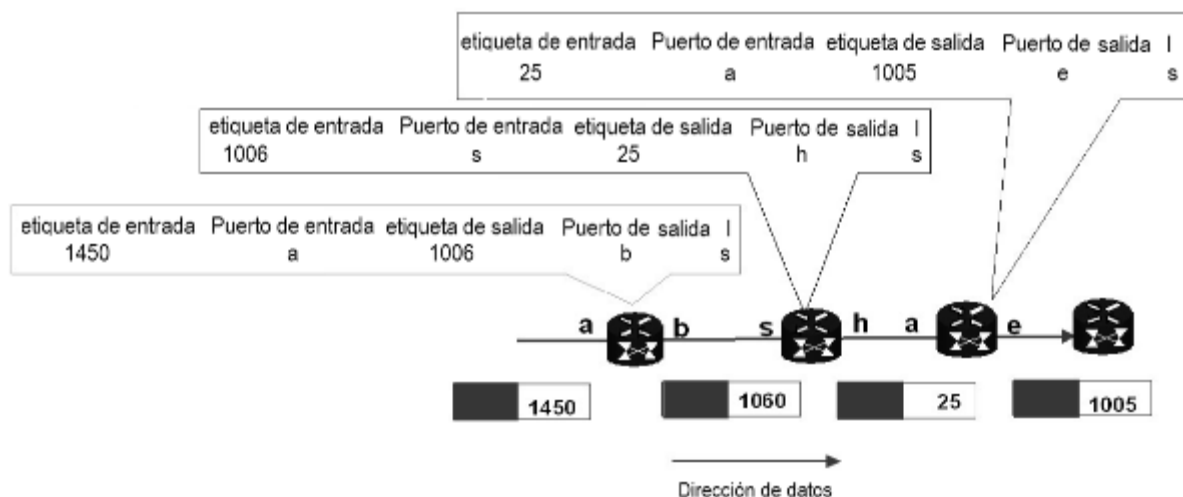 etiqueta de entrada Puerto de entrada etiqueta de salida Puerto de salida I
25 a 1005 e s
etiqueta de entrada Puerto de entrada etiqueta de salida Puerto de salida I
1006 s 25 h s
etiqueta de entrada Puerto de entrada etiqueta de salida Puerto de salida I
1450 a 1006 b s
a b s h a e
1450 1060 25 1005
Dirección de datos